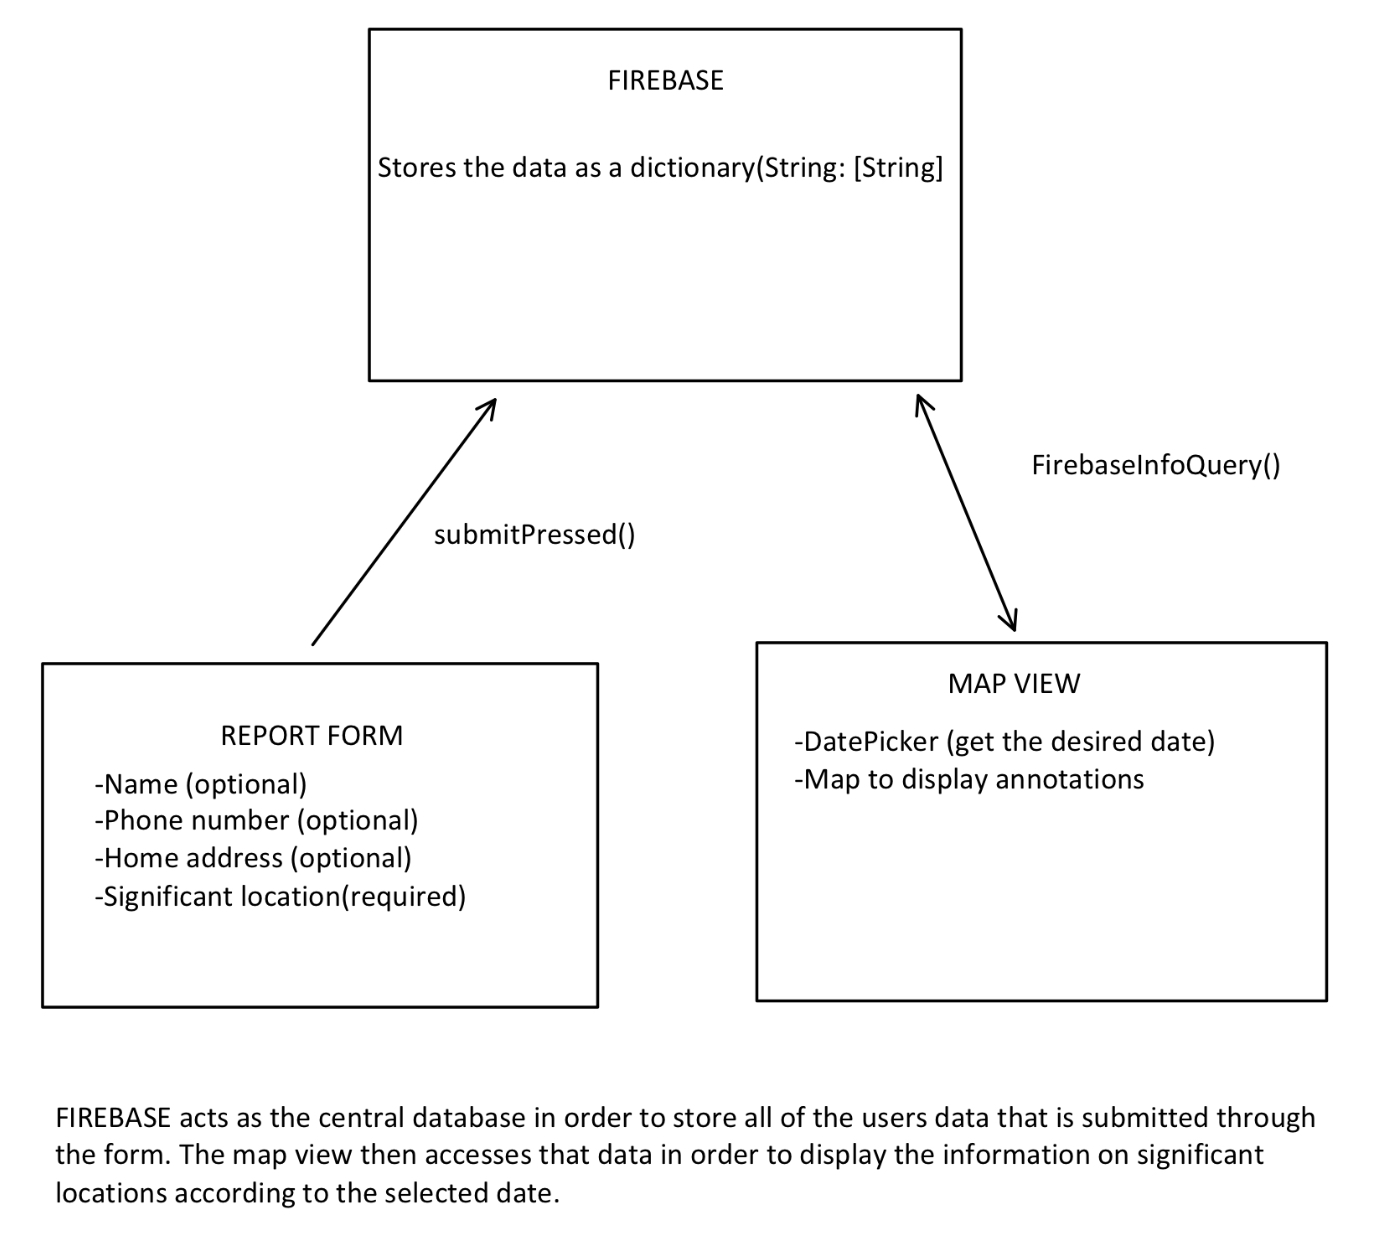 FIREBASE
Stores the data as a dictionary(String: [String]
FirebaseInfoQuery()
submitPressed()
REPORT FORM
-Name (optional)
-Phone number (optional)
-Home address (optional)
-Significant location(required)
MAP VIEW
-DatePicker (get the desired date)
-Map to display annotations
FIREBASE acts as the central database in order to store all of the users data that is submitted through
the form. The map view then accesses that data in order to display the information on significant
locations according to the selected date.